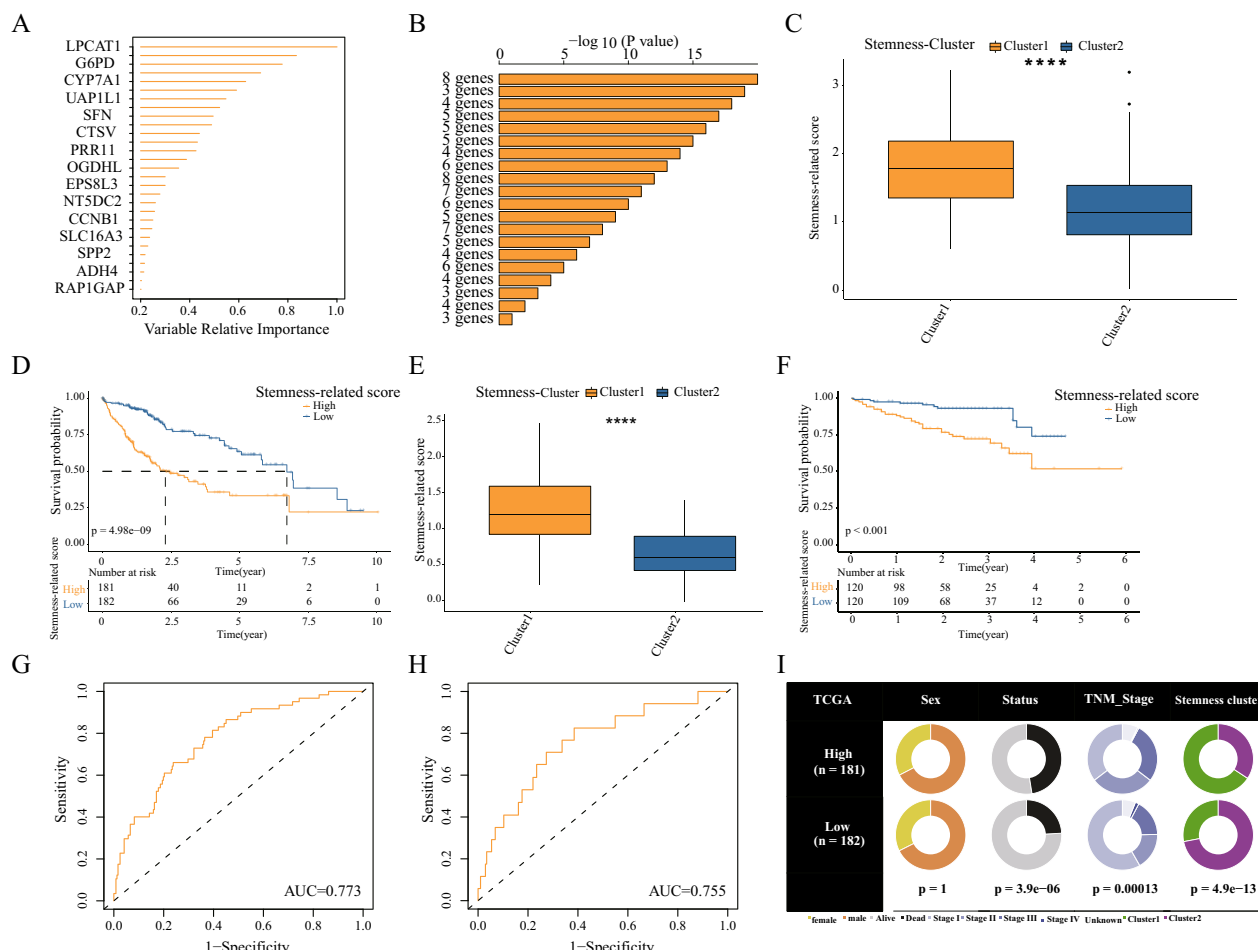 A
LPCAT1
G6PD
CYP7A1
UAP1L1
SFN
CTSV
PRR11
OGDHL
EPS8L3
NT5DC2
CCNB1
SLC16A3
SPP2
ADH4
RAP1GAP
0.2 0.4 0.6 0.8 1.0
Variable Relative Importance
B
−log 10 (P value)
0 5 10 15
8 genes
3 genes
4 genes
5 genes
5 genes
5 genes
4 genes
6 genes
8 genes
7 genes
6 genes
5 genes
7 genes
5 genes
4 genes
6 genes
4 genes
3 genes
4 genes
3 genes
C
Stemness-Cluster Cluster1 Cluster2
****
Stemness-related score
3
2
1
0
Cluster1 Cluster2
D
Stemness-related score
High
Low
Survival probability
1.00
0.75
0.50
0.25
0.00
p = 4.98e−09
0 2.5 5 7.5 10
Time(year)
Number at risk
Stemness-related score
High 181 40 11 2 1
Low 182 66 29 6 0
0 2.5 5 7.5 10
Time(year)
E
Stemness-Cluster Cluster1 Cluster2
****
Stemness-related score
2.5
2.0
1.5
1.0
0.5
0.0
Cluster1 Cluster2
F
Stemness-related score
High
Low
Survival probability
1.00
0.75
0.50
0.25
0.00
p < 0.001
0 1 2 3 4 5 6
Time(year)
Number at risk
Stemness-related score
High 120 98 58 25 4 2 0
Low 120 109 68 37 12 0 0
0 1 2 3 4 5 6
Time(year)
G
Sensitivity
1.0
0.8
0.6
0.4
0.2
0.0
AUC=0.773
0.0 0.2 0.4 0.6 0.8 1.0
1−Specificity
H
Sensitivity
1.0
0.8
0.6
0.4
0.2
0.0
AUC=0.755
0.0 0.2 0.4 0.6 0.8 1.0
1−Specificity
I
TCGA Sex Status TNM_Stage Stemness cluste
High
(n = 181)
Low
(n = 182)
p = 1 p = 3.9e−06 p = 0.00013 p = 4.9e−13
female male Alive Dead Stage I Stage II Stage III Stage IV Unknown Cluster1 Cluster2